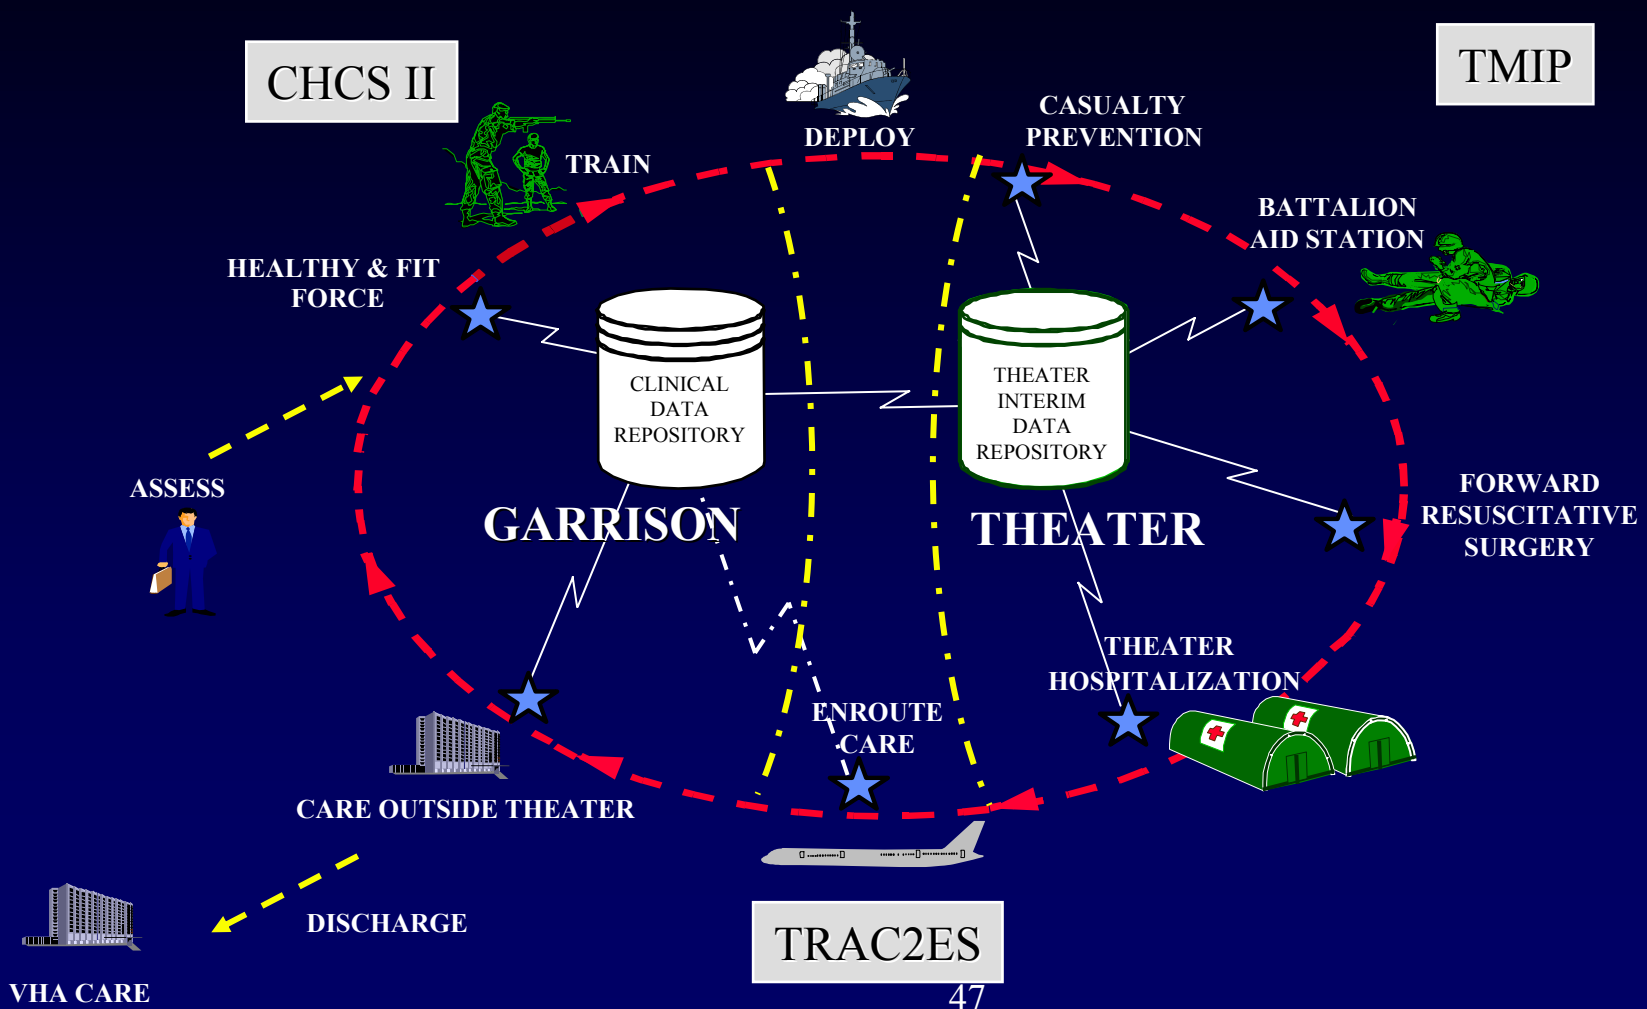 CHCS II
TMIP
DEPLOY
CASUALTY
PREVENTION
TRAIN
BATTALION
AID STATION
HEALTHY & FIT
FORCE
CLINICAL
DATA
REPOSITORY
THEATER
INTERIM
DATA
REPOSITORY
ASSESS
GARRISON
THEATER
FORWARD
RESUSCITATIVE
SURGERY
THEATER
HOSPITALIZATION
ENROUTE
CARE
CARE OUTSIDE THEATER
DISCHARGE
TRAC2ES
VHA CARE
47